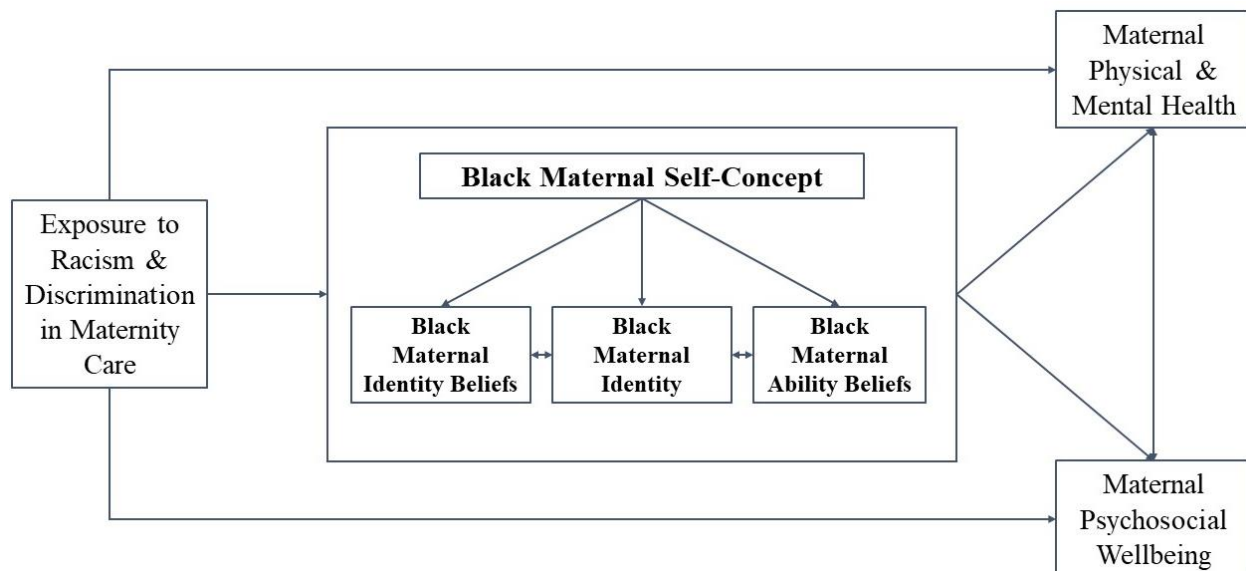 Maternal
Physical &
Mental Health
Black Maternal Self-Concept
Exposure to
Racism &
Discrimination
in Maternity
Care
Black
Maternal
Identity Beliefs
Black
Maternal
Identity
Black
Maternal
Ability Beliefs
Maternal
Psychosocial
Wellbeing